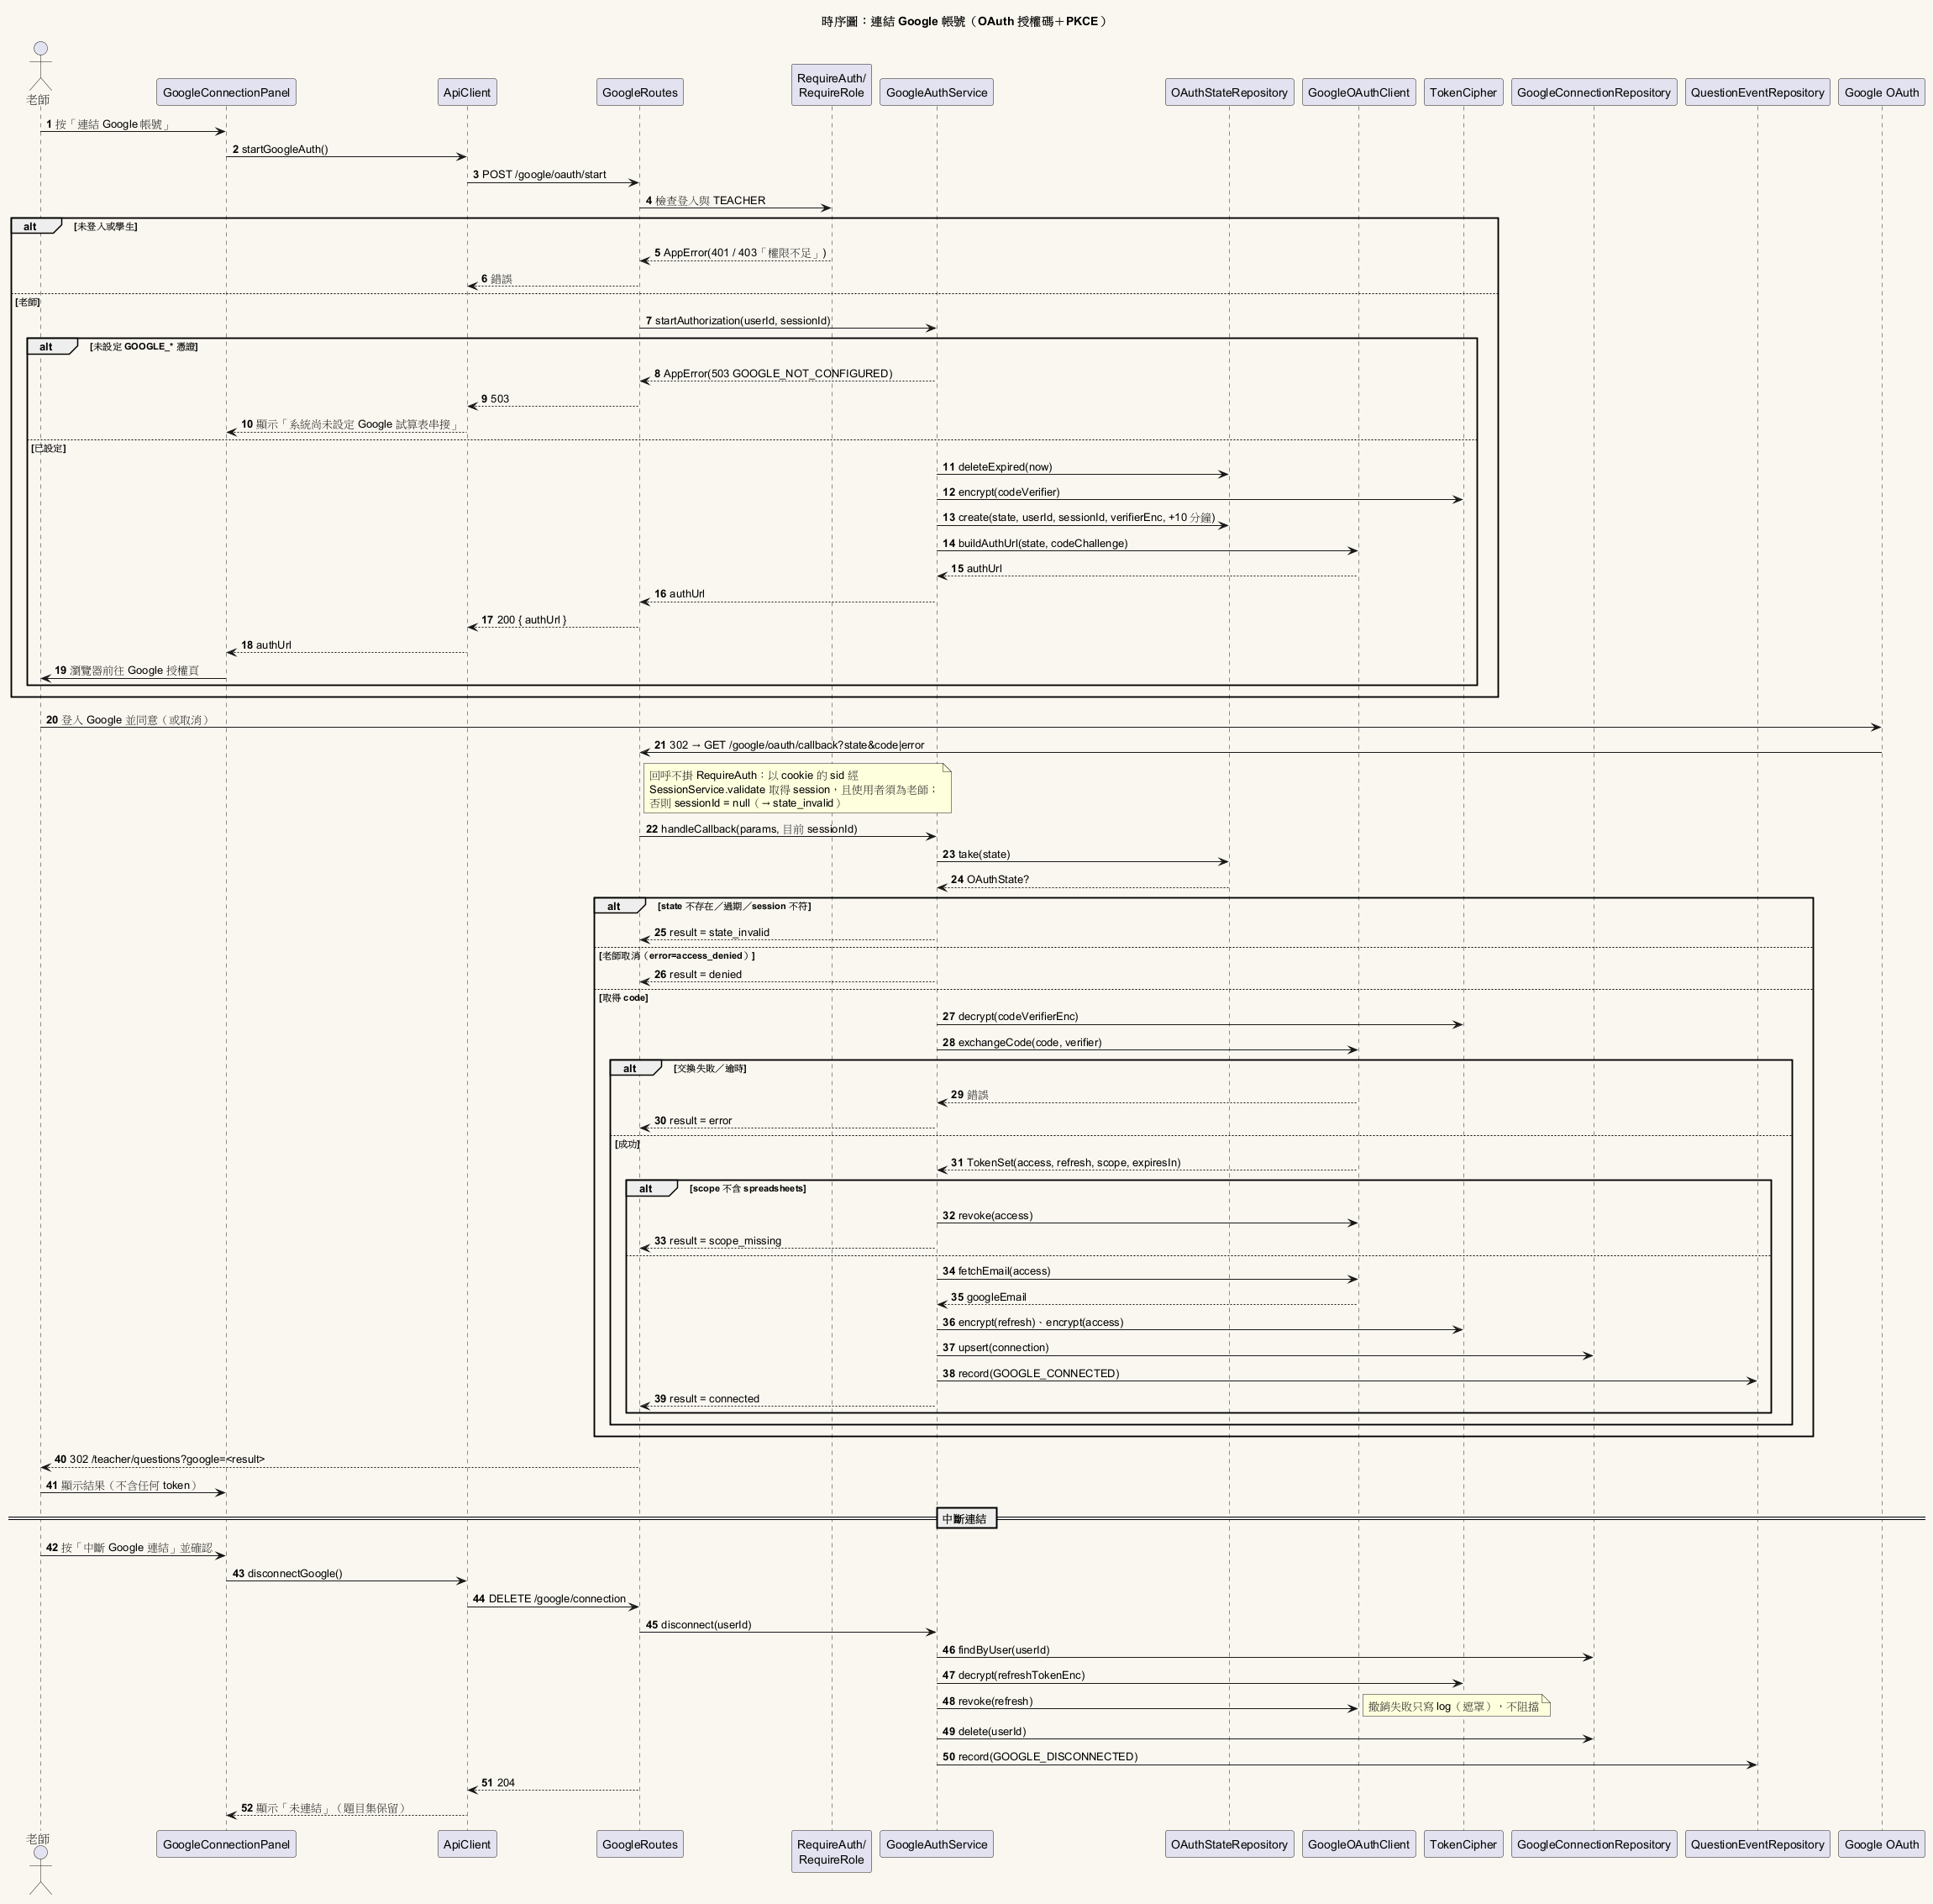 時序圖：連結 Google 帳號（OAuth 授權碼＋PKCE）
老師
GoogleConnectionPanel
ApiClient
GoogleRoutes
RequireAuth/
RequireRole
GoogleAuthService
OAuthStateRepository
GoogleOAuthClient
TokenCipher
GoogleConnectionRepository
QuestionEventRepository
Google OAuth
1 按「連結 Google 帳號」
2 startGoogleAuth()
3 POST /google/oauth/start
4 檢查登入與 TEACHER
alt [未登入或學生]
5 AppError(401 / 403「權限不足」)
6 錯誤
[老師]
7 startAuthorization(userId, sessionId)
alt [未設定 GOOGLE_* 憑證]
8 AppError(503 GOOGLE_NOT_CONFIGURED)
9 503
10 顯示「系統尚未設定 Google 試算表串接」
[已設定]
11 deleteExpired(now)
12 encrypt(codeVerifier)
13 create(state, userId, sessionId, verifierEnc, +10 分鐘)
14 buildAuthUrl(state, codeChallenge)
15 authUrl
16 authUrl
17 200 { authUrl }
18 authUrl
19 瀏覽器前往 Google 授權頁
20 登入 Google 並同意（或取消）
21 302 → GET /google/oauth/callback?state&code|error
回呼不掛 RequireAuth：以 cookie 的 sid 經
SessionService.validate 取得 session，且使用者須為老師；
否則 sessionId = null（→ state_invalid）
22 handleCallback(params, 目前 sessionId)
23 take(state)
24 OAuthState?
alt [state 不存在／過期／session 不符]
25 result = state_invalid
[老師取消（error=access_denied）]
26 result = denied
[取得 code]
27 decrypt(codeVerifierEnc)
28 exchangeCode(code, verifier)
alt [交換失敗／逾時]
29 錯誤
30 result = error
[成功]
31 TokenSet(access, refresh, scope, expiresIn)
alt [scope 不含 spreadsheets]
32 revoke(access)
33 result = scope_missing
34 fetchEmail(access)
35 googleEmail
36 encrypt(refresh)、encrypt(access)
37 upsert(connection)
38 record(GOOGLE_CONNECTED)
39 result = connected
40 302 /teacher/questions?google=<result>
41 顯示結果（不含任何 token）
中斷連結
42 按「中斷 Google 連結」並確認
43 disconnectGoogle()
44 DELETE /google/connection
45 disconnect(userId)
46 findByUser(userId)
47 decrypt(refreshTokenEnc)
48 revoke(refresh)
撤銷失敗只寫 log（遮罩），不阻擋
49 delete(userId)
50 record(GOOGLE_DISCONNECTED)
51 204
52 顯示「未連結」（題目集保留）
老師
GoogleConnectionPanel
ApiClient
GoogleRoutes
RequireAuth/
RequireRole
GoogleAuthService
OAuthStateRepository
GoogleOAuthClient
TokenCipher
GoogleConnectionRepository
QuestionEventRepository
Google OAuth